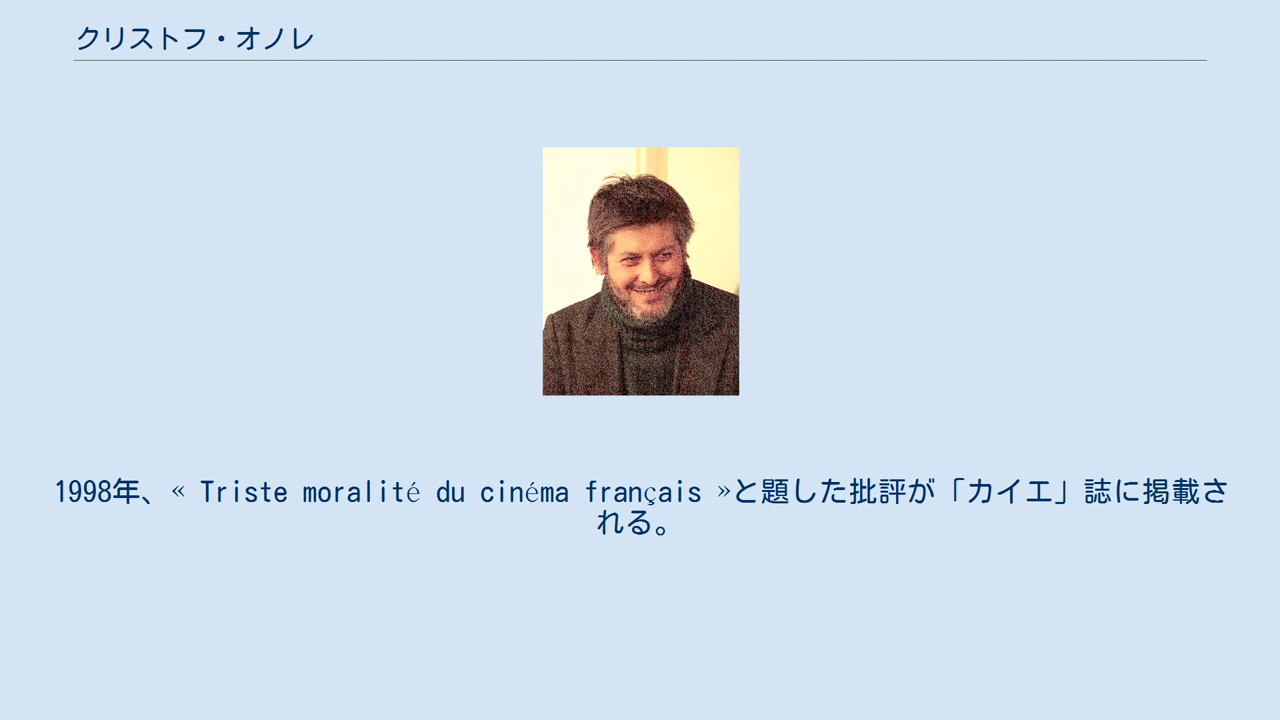 クリストフ・オノレ
1998年、« Triste moralité du cinéma français »と題した批評が「カイエ」誌に掲載さ
れる。